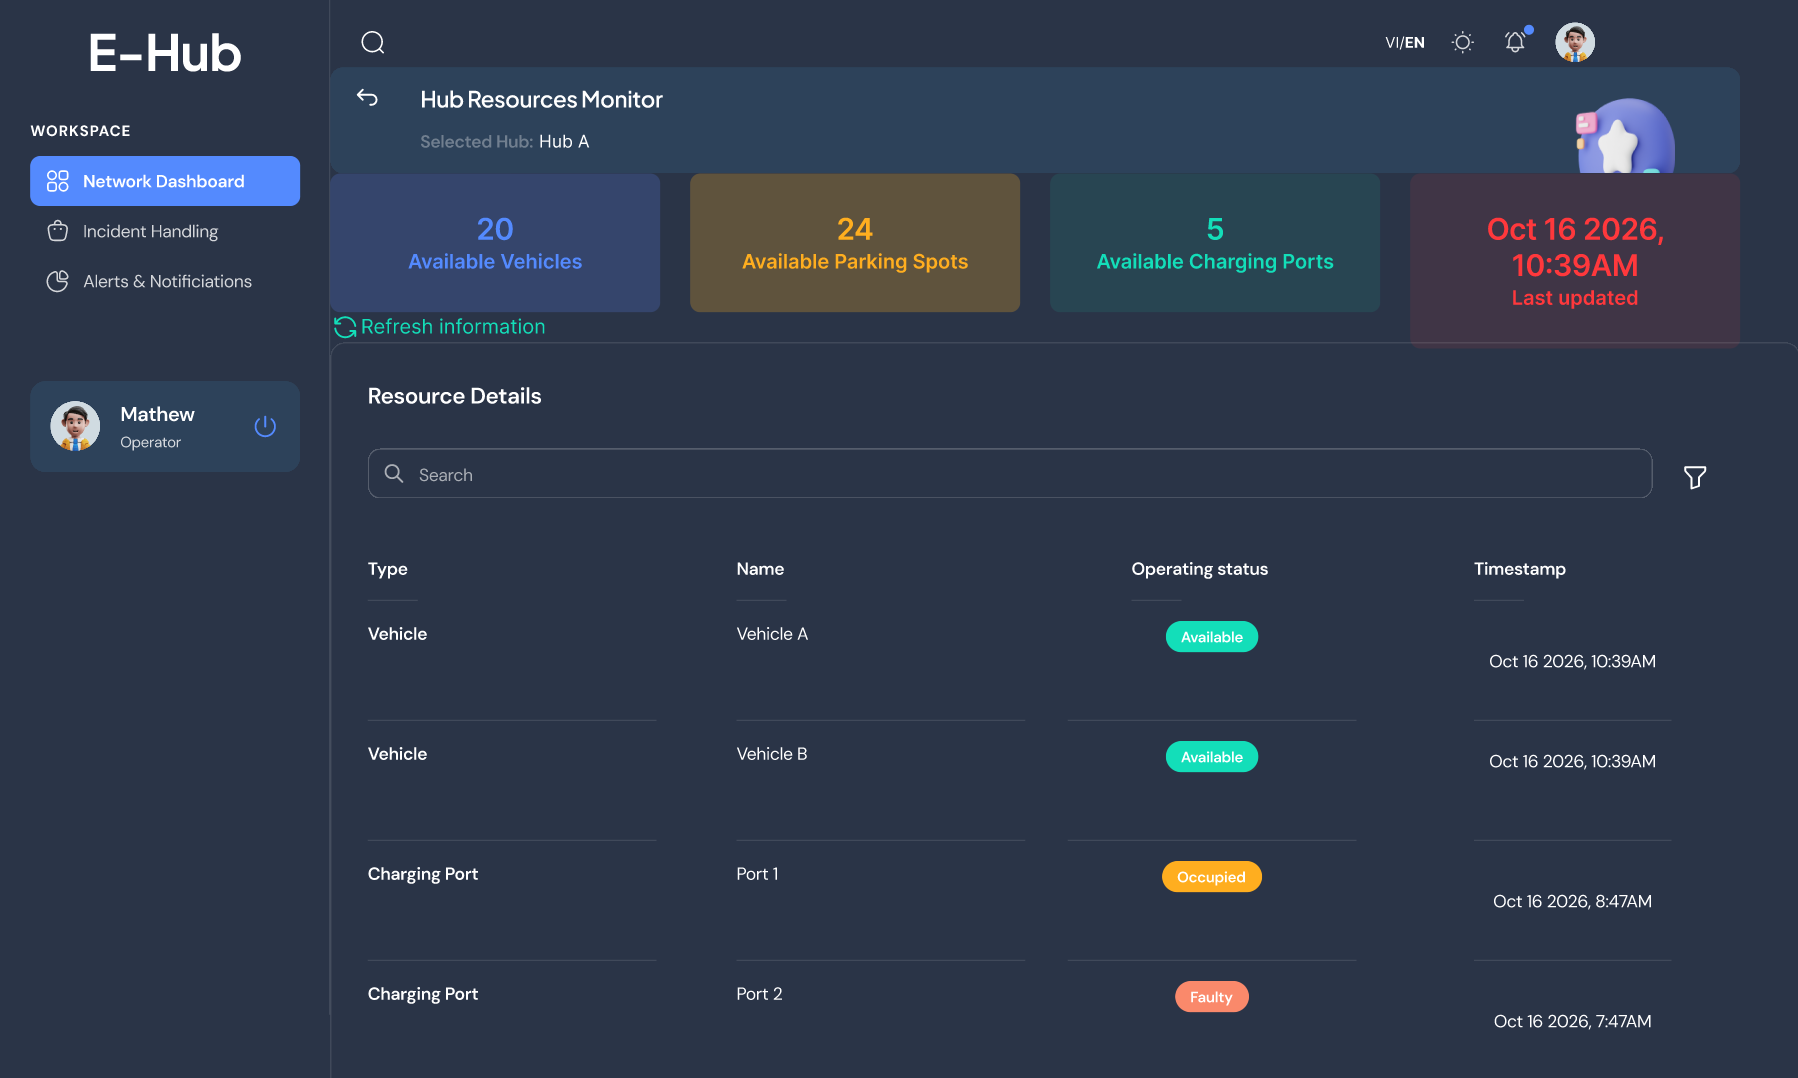 E-Hub
VI/EN
WORKSPACE
Network Dashboard
Incident Handling
Alerts & Notificiations
Mathew
Operator
Hub Resources Monitor
Selected Hub: Hub A
20
Available Vehicles
24
Available Parking Spots
5
Available Charging Ports
Oct 16 2026,
10:39AM
Last updated
Refresh information
Resource Details
Search
Type Name Operating status Timestamp
Vehicle Vehicle A Available Oct 16 2026, 10:39AM
Vehicle Vehicle B Available Oct 16 2026, 10:39AM
Charging Port Port 1 Occupied Oct 16 2026, 8:47AM
Charging Port Port 2 Faulty Oct 16 2026, 7:47AM